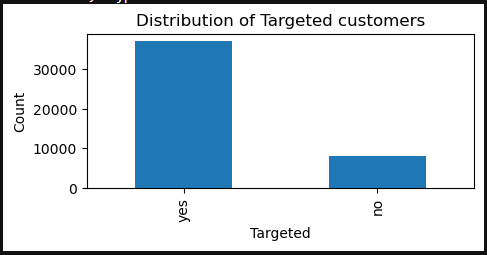 Distribution of Targeted customers
Count
30000
20000
10000
0
yes
no
Targeted